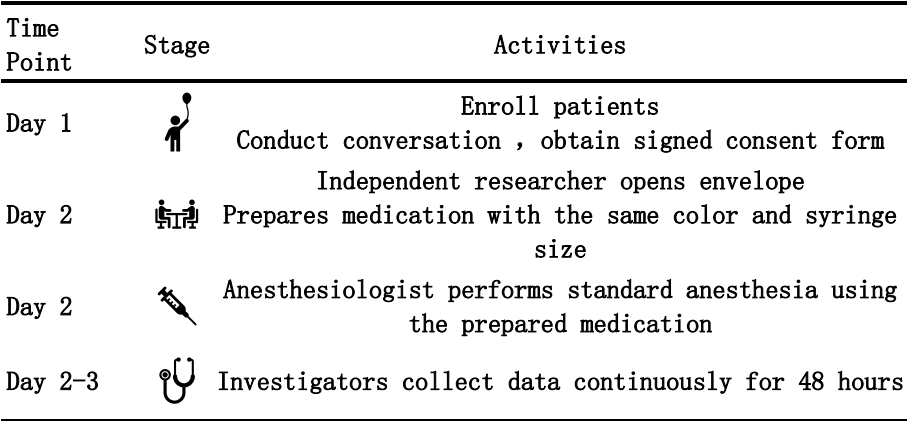 Time
Point
Stage
Activities
Day 1
Enroll patients
Conduct conversation , obtain signed consent form
Day 2
Independent researcher opens envelope
Prepares medication with the same color and syringe
size
Day 2
Anesthesiologist performs standard anesthesia using
the prepared medication
Day 2-3
Investigators collect data continuously for 48 hours